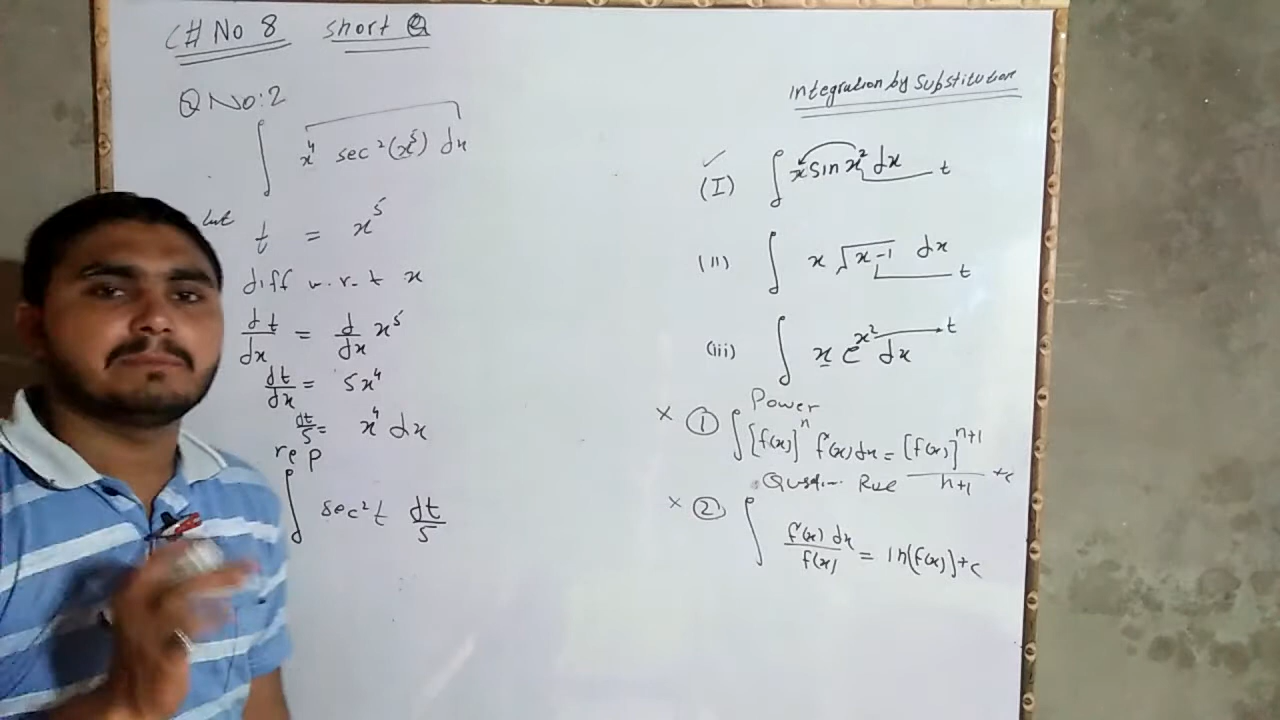 C# No 8 short Q
Q No:2
∫ x⁴ sec²(x⁵) dx
Let t = x⁵
diff w.r.t x
dt/dx = d/dx x⁵
dt/dx = 5x⁴
dt/5 = x⁴ dx
rep
∫ sec²t dt/5
Integration by Substitution
✓
(I) ∫ x sin x² dx t
(II) ∫ x √x-1 dx t
(iii) ∫ x e^x² dx t
Power
× ① ∫ [f(x)]ⁿ f'(x) dx = [f(x)]ⁿ⁺¹/n+1 + c
Rule
× ② ∫ f'(x) dx/f(x) = ln[f(x)] + c